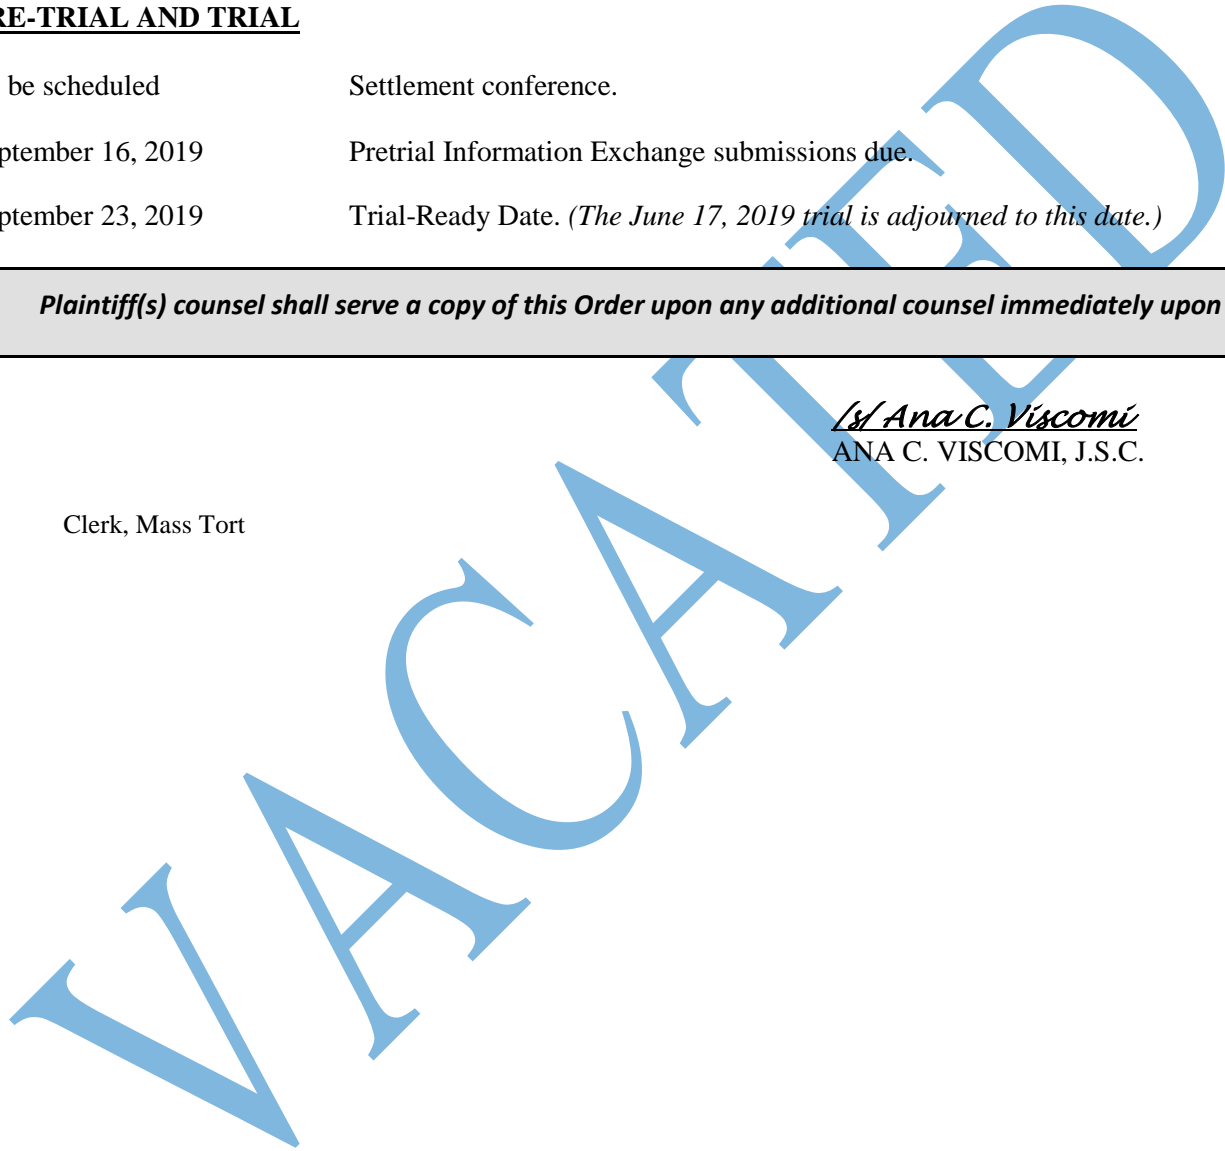 RE-TRIAL AND TRIAL
be scheduled Settlement conference.
ptember 16, 2019 Pretrial Information Exchange submissions due.
ptember 23, 2019 Trial-Ready Date. (The June 17, 2019 trial is adjourned to this date.)
Plaintiff(s) counsel shall serve a copy of this Order upon any additional counsel immediately upon
/s/ Ana C. Viscomi
ANA C. VISCOMI, J.S.C.
Clerk, Mass Tort
VACATED